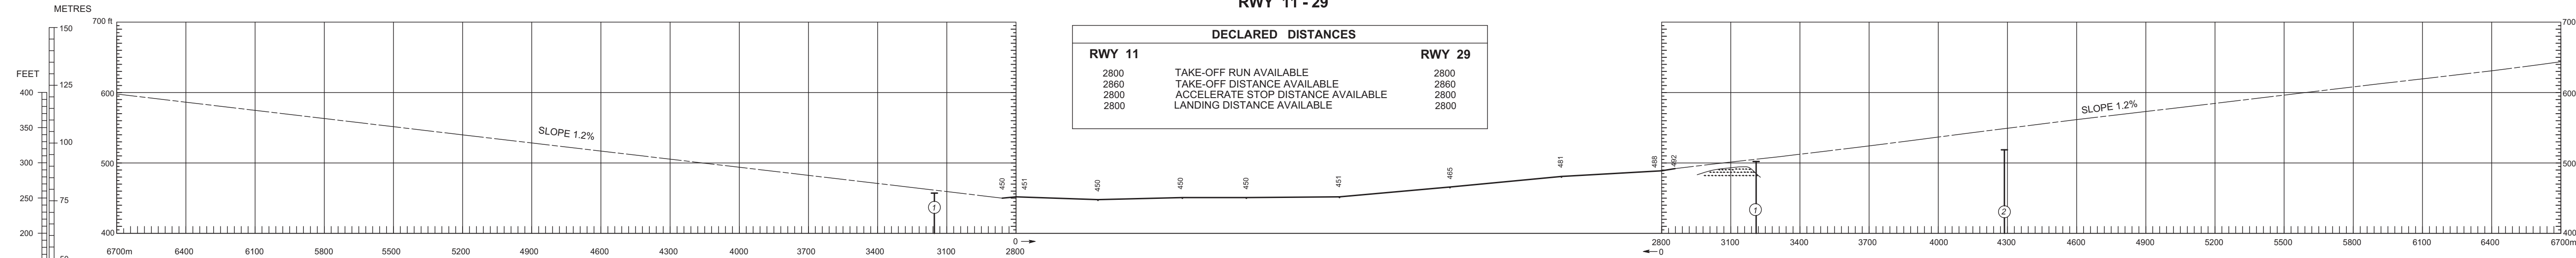 RWY 11 - 29
METRES
FEET
150
125
100
75
50
400
350
300
250
200
700 ft
600
500
400
SLOPE 1.2%
1
6700m 6400 6100 5800 5500 5200 4900 4600 4300 4000 3700 3400 3100 2800
0
DECLARED DISTANCES
RWY 11 RWY 29
2800 TAKE-OFF RUN AVAILABLE 2800
2860 TAKE-OFF DISTANCE AVAILABLE 2860
2800 ACCELERATE STOP DISTANCE AVAILABLE 2800
2800 LANDING DISTANCE AVAILABLE 2800
450 451 450 450 450 451 465 481 488 492
SLOPE 1.2%
1
2
700
600
500
400
2800 3100 3400 3700 4000 4300 4600 4900 5200 5500 5800 6100 6400 6700m
0